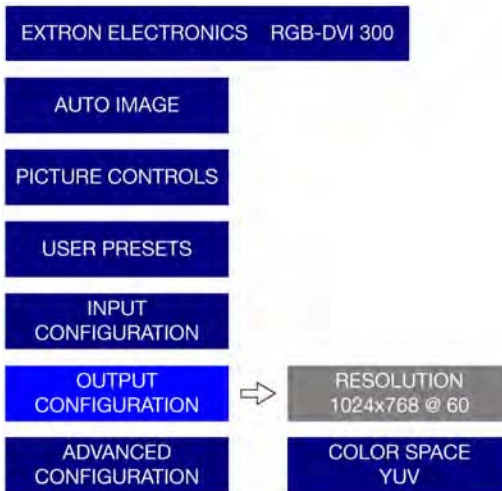 EXTRON ELECTRONICS RGB-DVI 300
AUTO IMAGE
PICTURE CONTROLS
USER PRESETS
INPUT
CONFIGURATION
OUTPUT
CONFIGURATION
RESOLUTION
1024x768 @ 60
ADVANCED
CONFIGURATION
COLOR SPACE
YUV